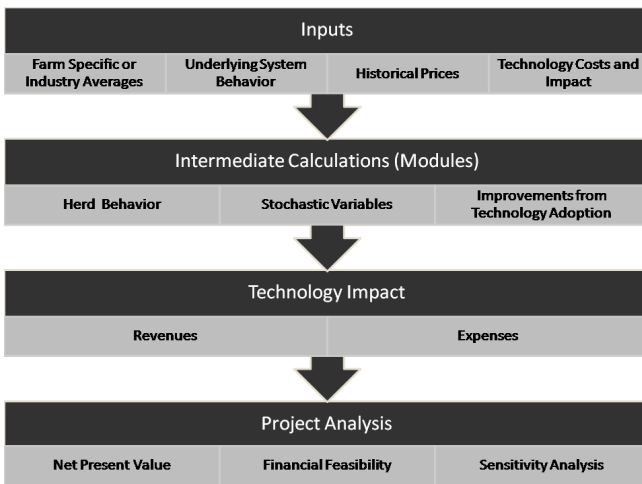 Inputs
Farm Specific or
Industry Averages
Underlying System
Behavior
Historical Prices
Technology Costs and
Impact
Intermediate Calculations (Modules)
Herd Behavior
Stochastic Variables
Improvements from
Technology Adoption
Technology Impact
Revenues
Expenses
Project Analysis
Net Present Value
Financial Feasibility
Sensitivity Analysis